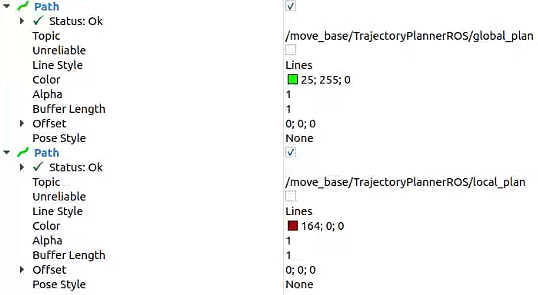 Path
Status: Ok
Topic /move_base/TrajectoryPlannerROS/global_plan
Unreliable
Line Style Lines
Color 25; 255; 0
Alpha 1
Buffer Length 1
Offset 0; 0; 0
Pose Style None
Path
Status: Ok
Topic /move_base/TrajectoryPlannerROS/local_plan
Unreliable
Line Style Lines
Color 164; 0; 0
Alpha 1
Buffer Length 1
Offset 0; 0; 0
Pose Style None